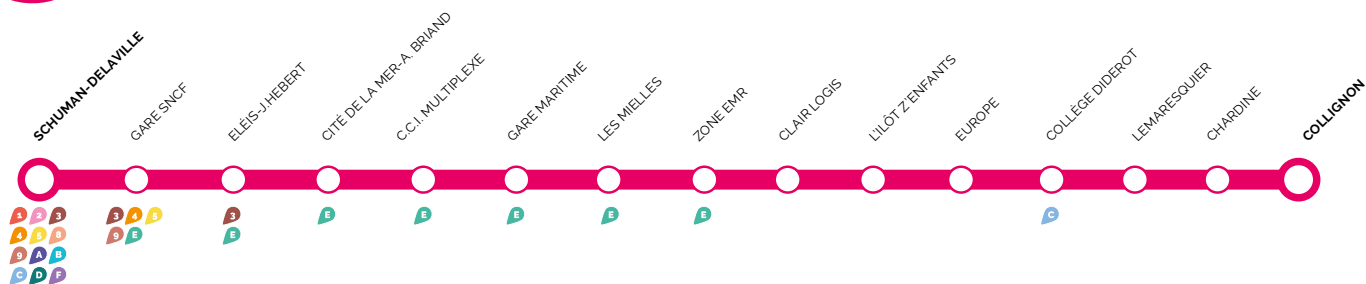 SCHUMAN-DELAVILLE
GARE SNCF
ELÉIS-J.HEBERT
CITÉ DE LA MER-A. BRIAND
C.C.I. MULTIPLEXE
GARE MARITIME
LES MIELLES
ZONE EMR
CLAIR LOGIS
L'ILÔT Z'ENFANTS
EUROPE
COLLÈGE DIDEROT
LEMARESQUIER
CHARDINE
COLLIGNON
1 2 3
4 5 8
9 A B
C D F
3 4 5
9 E
3
E
E
E
E
E
E
C